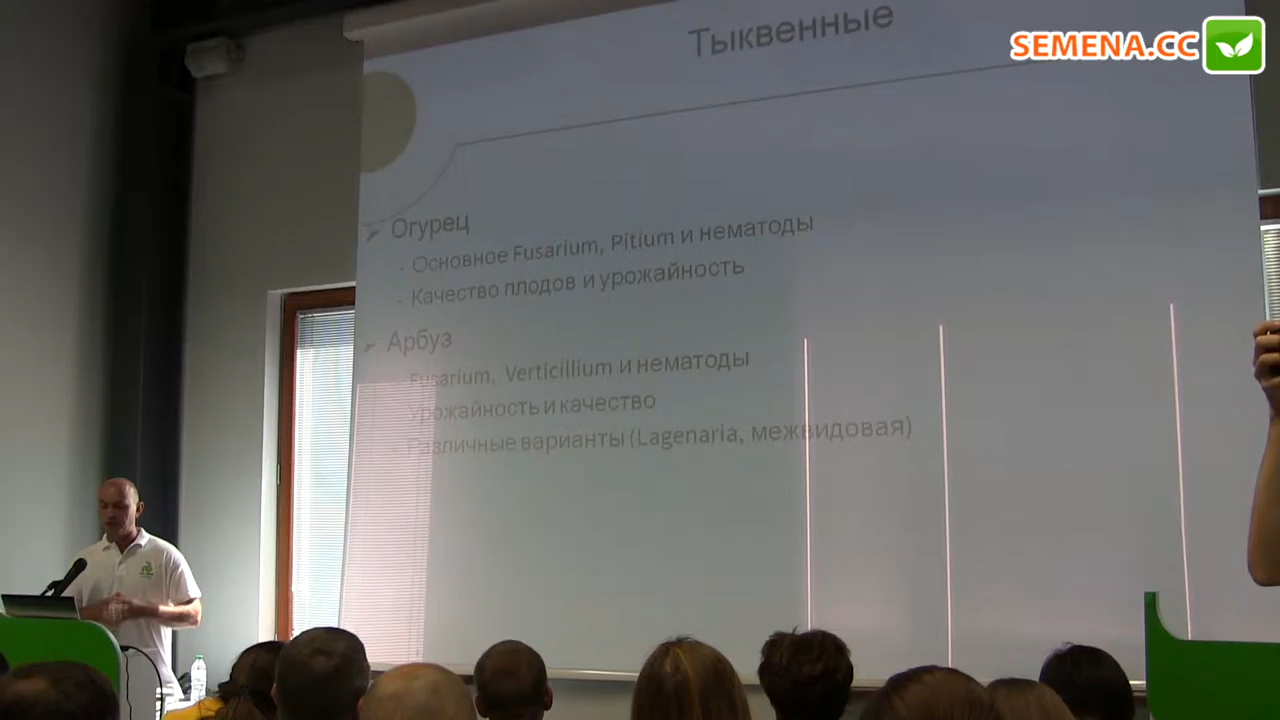 Тыквенные
SEMENA.CC
Огурец
- Основное Fusarium, Pitium и нематоды
- Качество плодов и урожайность
Арбуз
Fusarium, Verticillium и нематоды
урожайность и качество
Различные варианты (Lagenaria, межвидовая)